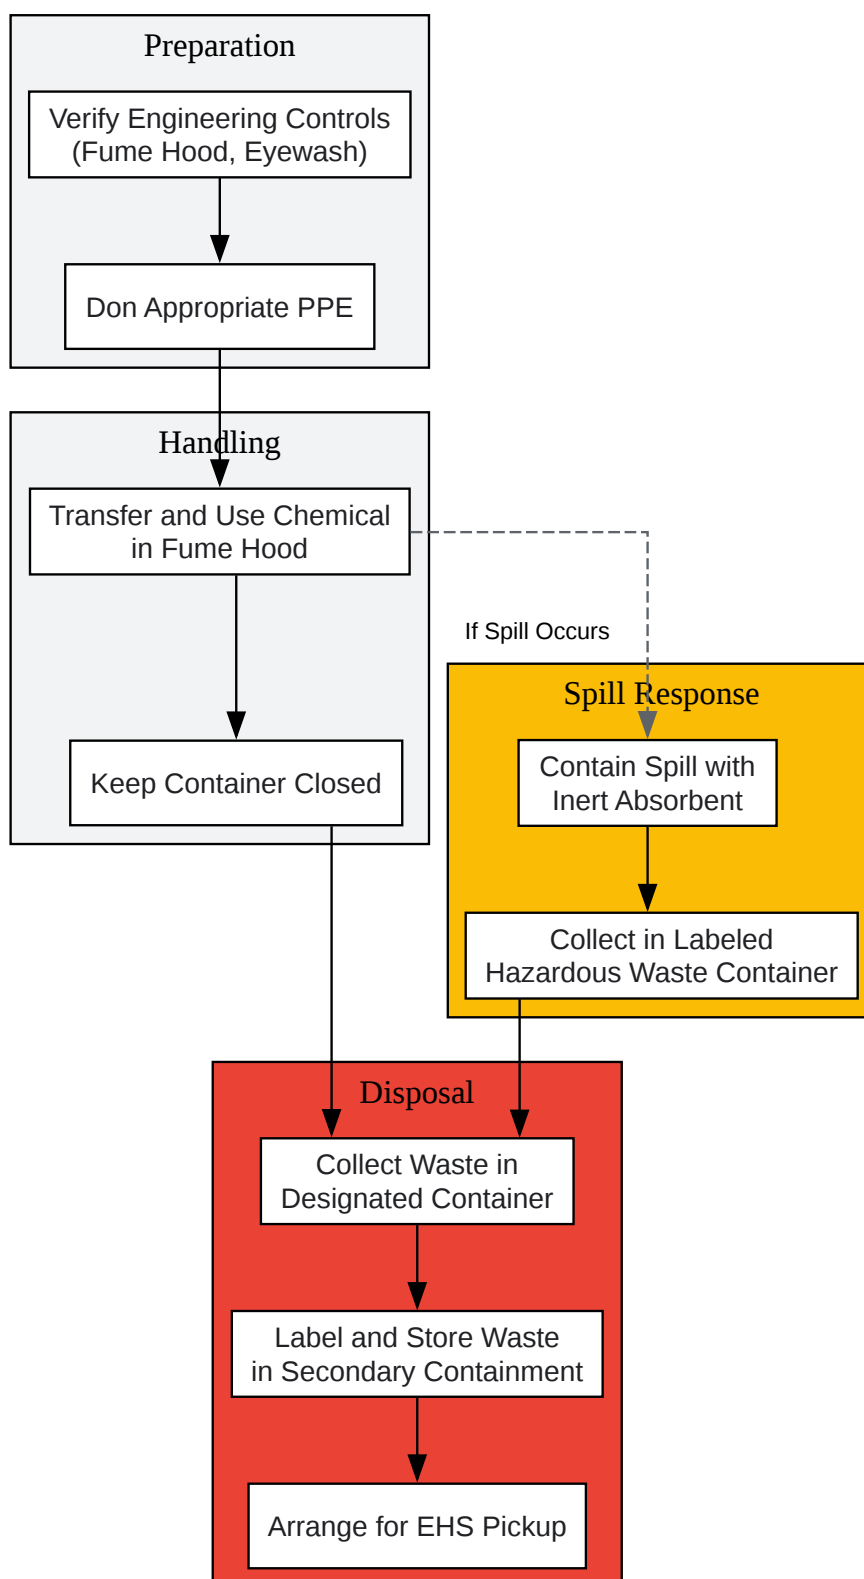 Preparation
Verify Engineering Controls
(Fume Hood, Eyewash)
Don Appropriate PPE
Handling
Transfer and Use Chemical
in Fume Hood
If Spill Occurs
Spill Response
Keep Container Closed
Contain Spill with
Inert Absorbent
Collect in Labeled
Hazardous Waste Container
Disposal
Collect Waste in
Designated Container
Label and Store Waste
in Secondary Containment
Arrange for EHS Pickup